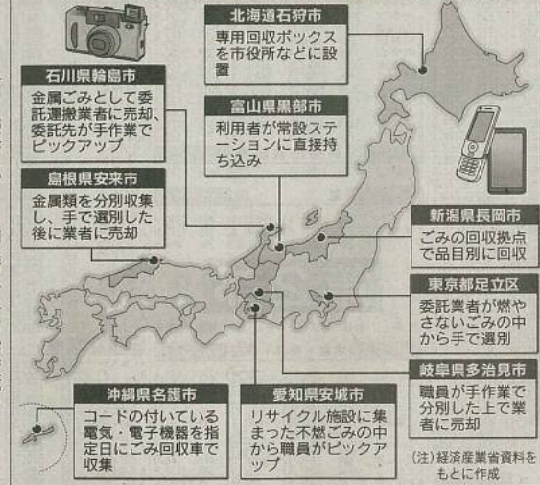 北海道石狩市
専用回収ボックス
を市役所などに設
置
石川県輪島市
金属ごみとして委
託運搬業者に売却、
委託先が手作業で
ピックアップ
富山県黒部市
利用者が常設ステ
ーションに直接持
ち込み
島根県安来市
金属類を分別収集
し、手で選別した
後に業者に売却
新潟県長岡市
ごみの回収拠点
で品目別に回収
東京都足立区
委託業者が燃や
さないごみの中
から手で選別
岐阜県多治見市
職員が手作業で
分別した上で業
者に売却
沖縄県名護市
コードの付いている
電気・電子機器を指
定日にごみ回収車で
収集
愛知県安城市
リサイクル施設に集
まった不燃ごみの中
から職員がピックア
ップ
(注)経済産業省資料を
もとに作成